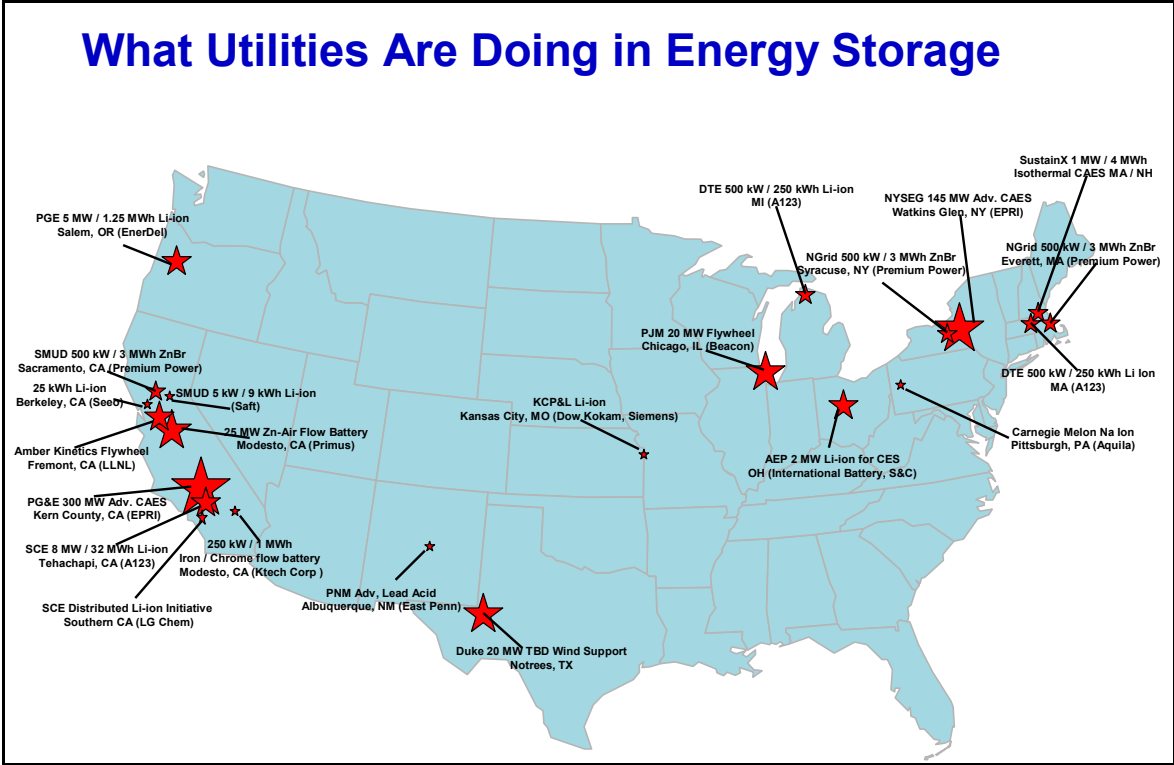 What Utilities Are Doing in Energy Storage
SustainX 1 MW / 4 MWh
Isothermal CAES MA / NH
DTE 500 kW / 250 kWh Li-ion
MI (A123)
NYSEG 145 MW Adv. CAES
Watkins Glen, NY (EPRI)
PGE 5 MW / 1.25 MWh Li-ion
Salem, OR (EnerDel)
NGrid 500 kW / 3 MWh ZnBr
Everett, MA (Premium Power)
NGrid 500 kW / 3 MWh ZnBr
Syracuse, NY (Premium Power)
PJM 20 MW Flywheel
Chicago, IL (Beacon)
SMUD 500 kW / 3 MWh ZnBr
Sacramento, CA (Premium Power)
DTE 500 kW / 250 kWh Li Ion
MA (A123)
25 kWh Li-ion
Berkeley, CA (Seeo)
SMUD 5 kW / 9 kWh Li-ion
(Saft)
KCP&L Li-ion
Kansas City, MO (Dow,Kokam, Siemens)
25 MW Zn-Air Flow Battery
Modesto, CA (Primus)
Carnegie Melon Na Ion
Pittsburgh, PA (Aquila)
Amber Kinetics Flywheel
Fremont, CA (LLNL)
AEP 2 MW Li-ion for CES
OH (International Battery, S&C)
PG&E 300 MW Adv. CAES
Kern County, CA (EPRI)
SCE 8 MW / 32 MWh Li-ion
Tehachapi, CA (A123)
250 kW / 1 MWh
Iron / Chrome flow battery
Modesto, CA (Ktech Corp )
PNM Adv, Lead Acid
Albuquerque, NM (East Penn)
SCE Distributed Li-ion Initiative
Southern CA (LG Chem)
Duke 20 MW TBD Wind Support
Notrees, TX